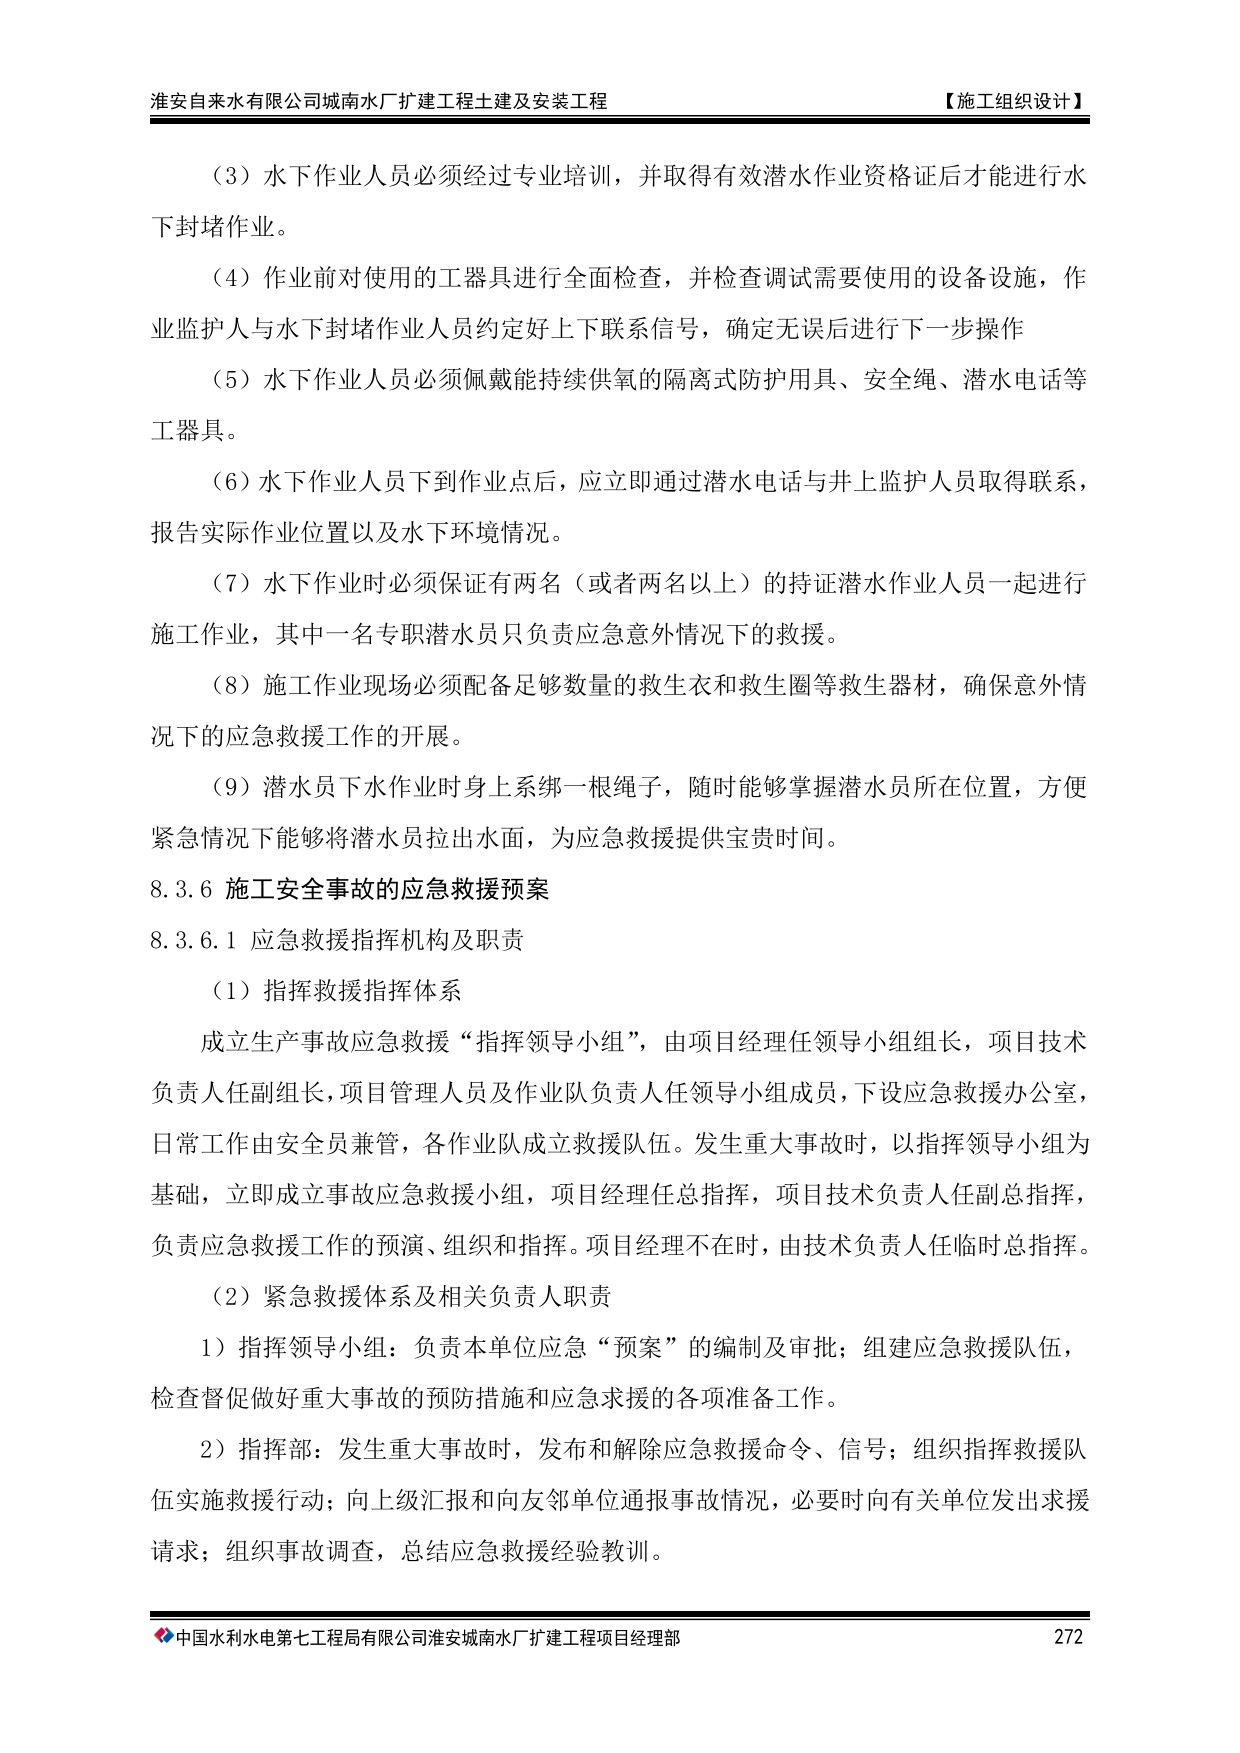 淮安自来水有限公司城南水厂扩建工程土建及安装工程 【施工组织设计】
（3）水下作业人员必须经过专业培训，并取得有效潜水作业资格证后才能进行水
下封堵作业。
（4）作业前对使用的工器具进行全面检查，并检查调试需要使用的设备设施，作
业监护人与水下封堵作业人员约定好上下联系信号，确定无误后进行下一步操作
（5）水下作业人员必须佩戴能持续供氧的隔离式防护用具、安全绳、潜水电话等
工器具。
（6）水下作业人员下到作业点后，应立即通过潜水电话与井上监护人员取得联系，
报告实际作业位置以及水下环境情况。
（7）水下作业时必须保证有两名（或者两名以上）的持证潜水作业人员一起进行
施工作业，其中一名专职潜水员只负责应急意外情况下的救援。
（8）施工作业现场必须配备足够数量的救生衣和救生圈等救生器材，确保意外情
况下的应急救援工作的开展。
（9）潜水员下水作业时身上系绑一根绳子，随时能够掌握潜水员所在位置，方便
紧急情况下能够将潜水员拉出水面，为应急救援提供宝贵时间。
8.3.6 施工安全事故的应急救援预案
8.3.6.1 应急救援指挥机构及职责
（1）指挥救援指挥体系
成立生产事故应急救援“指挥领导小组”，由项目经理任领导小组组长，项目技术
负责人任副组长，项目管理人员及作业队负责人任领导小组成员，下设应急救援办公室，
日常工作由安全员兼管，各作业队成立救援队伍。发生重大事故时，以指挥领导小组为
基础，立即成立事故应急救援小组，项目经理任总指挥，项目技术负责人任副总指挥，
负责应急救援工作的预演、组织和指挥。项目经理不在时，由技术负责人任临时总指挥。
（2）紧急救援体系及相关负责人职责
1）指挥领导小组：负责本单位应急“预案”的编制及审批；组建应急救援队伍，
检查督促做好重大事故的预防措施和应急求援的各项准备工作。
2）指挥部：发生重大事故时，发布和解除应急救援命令、信号；组织指挥救援队
伍实施救援行动；向上级汇报和向友邻单位通报事故情况，必要时向有关单位发出求援
请求；组织事故调查，总结应急救援经验教训。
中国水利水电第七工程局有限公司淮安城南水厂扩建工程项目经理部 272